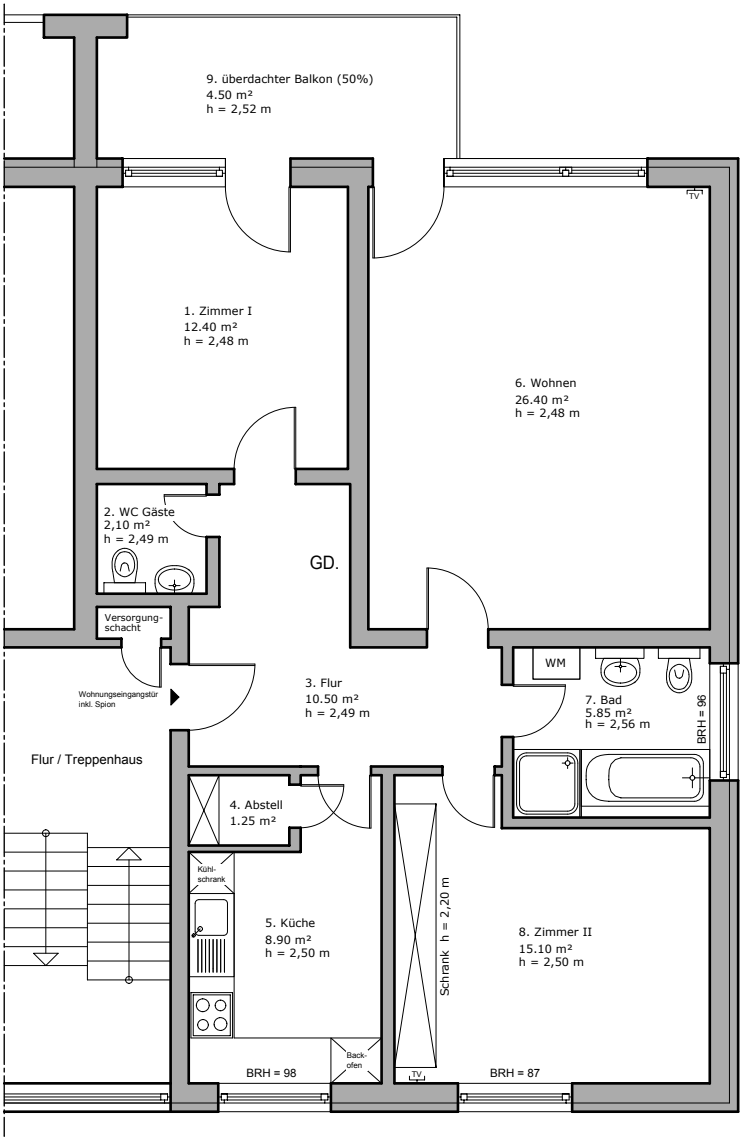 9. überdachter Balkon (50%)
4.50 m²
h = 2,52 m
TV
1. Zimmer I
12.40 m²
h = 2,48 m
6. Wohnen
26.40 m²
h = 2,48 m
2. WC Gäste
2,10 m²
h = 2,49 m
GD.
Versorgung-
schacht
Wohnungseingangstür
inkl. Spion
3. Flur
10.50 m²
h = 2,49 m
WM
7. Bad
5.85 m²
h = 2,56 m
BRH = 96
Flur / Treppenhaus
4. Abstell
1.25 m²
Kühl-
schrank
5. Küche
8.90 m²
h = 2,50 m
Schrank h = 2,20 m
8. Zimmer II
15.10 m²
h = 2,50 m
Back-
ofen
BRH = 98
TV
BRH = 87